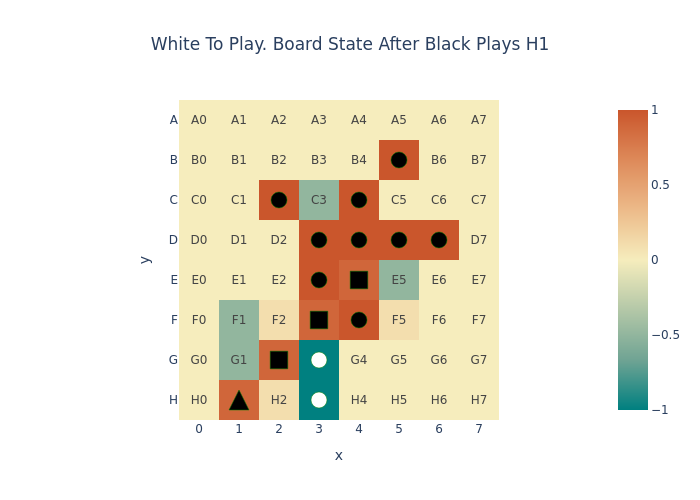 White To Play. Board State After Black Plays H1
A A0 A1 A2 A3 A4 A5 A6 A7
B B0 B1 B2 B3 B4 B6 B7
C C0 C1 C3 C5 C6 C7
D D0 D1 D2 D7
E E0 E1 E2 E5 E6 E7
F F0 F1 F2 F5 F6 F7
G G0 G1 G4 G5 G6 G7
H H0 H2 H4 H5 H6 H7
0 1 2 3 4 5 6 7
x
y
1
0.5
0
−0.5
−1